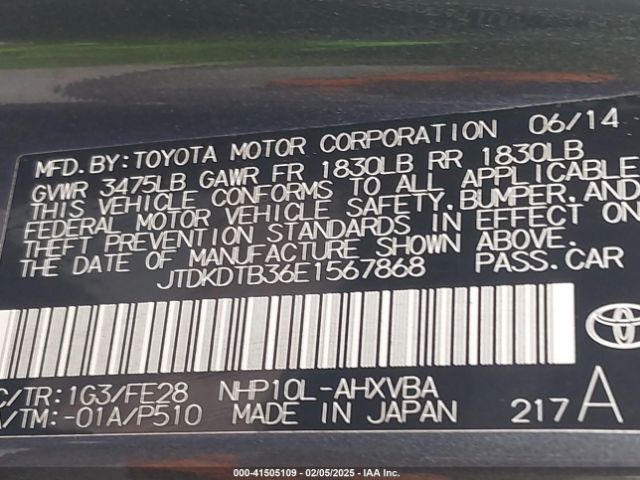 MFD.BY:TOYOTA MOTOR CORPORATION 06/14
GVWR 3475LB GAWR FR 1830LB RR 1830LB
THIS VEHICLE CONFORMS TO ALL APPLICABLE
FEDERAL MOTOR VEHICLE SAFETY,BUMPER,AND
THEFT PREVENTION STANDARDS IN EFFECT ON
THE DATE OF MANUFACTURE SHOWN ABOVE.
JTDKDTB36E1567868 PASS.CAR
C/TR:1G3/FE28 NHP10L-AHXVBA
A/TM:-01A/P510 MADE IN JAPAN 217A
000-41505109 - 02/05/2025 - IAA Inc.